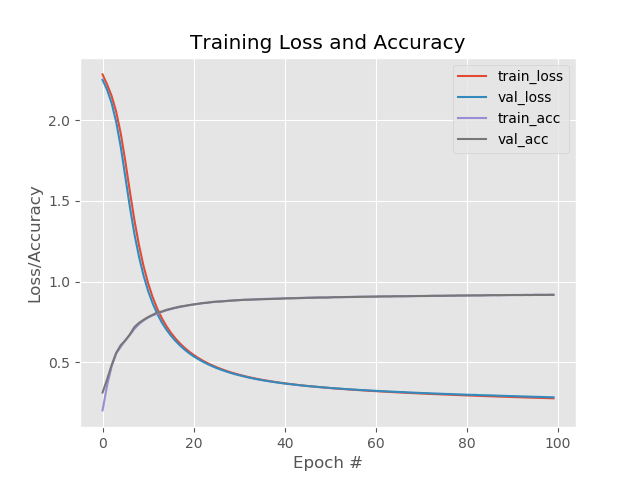 Training Loss and Accuracy
train_loss
val_loss
train_acc
val_acc
2.0
1.5
1.0
0.5
Loss/Accuracy
0 20 40 60 80 100
Epoch #